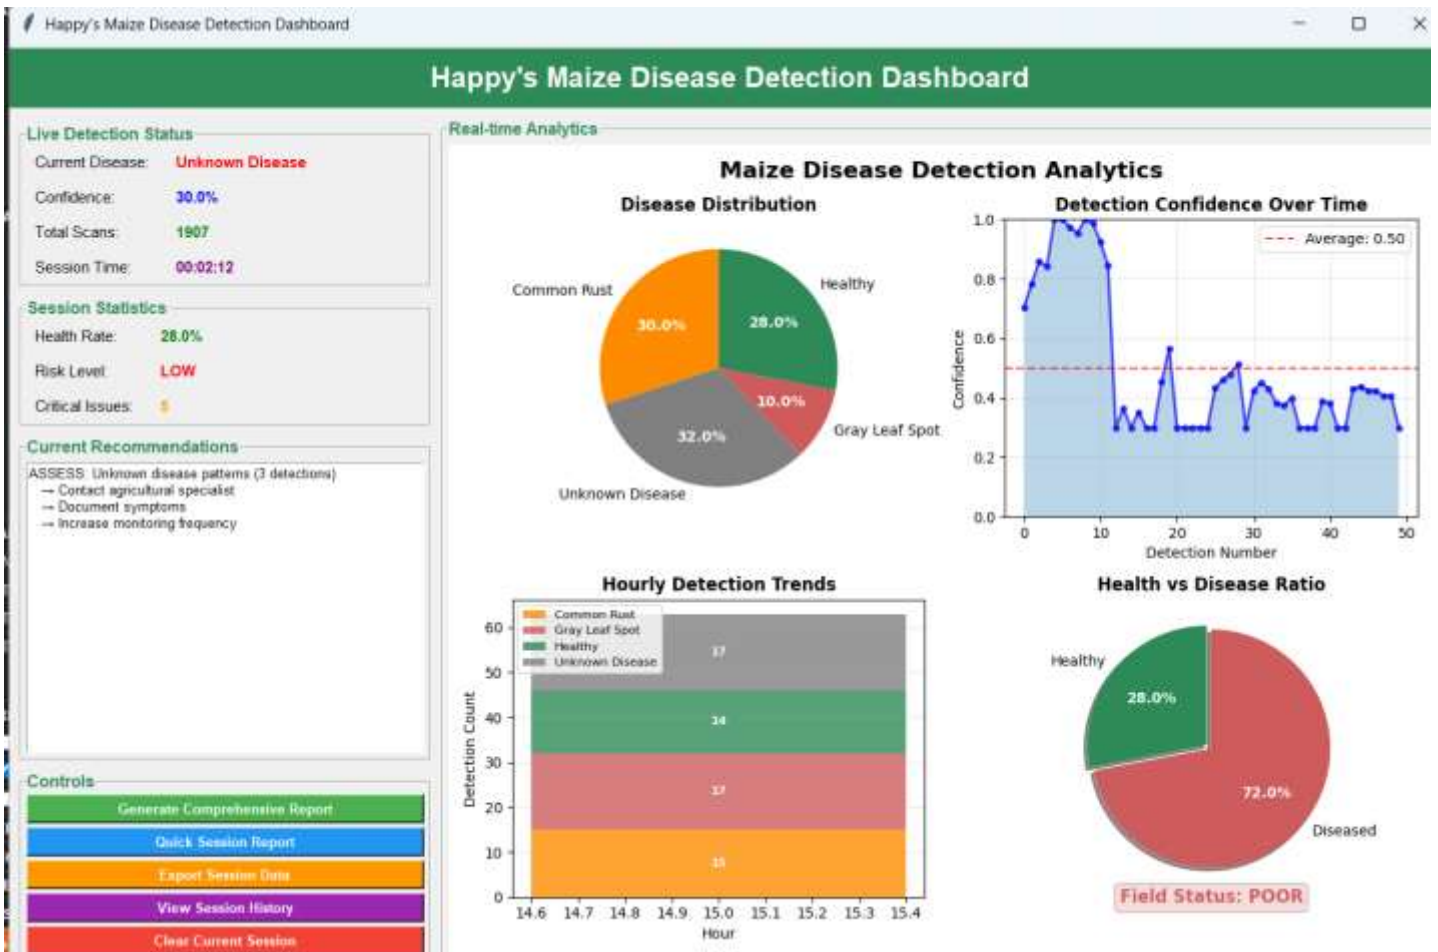 Happy's Maize Disease Detection Dashboard
Happy's Maize Disease Detection Dashboard
Live Detection Status
Current Disease: Unknown Disease
Confidence: 30.0%
Total Scans: 1907
Session Time: 00:02:12
Session Statistics
Health Rate: 28.0%
Risk Level: LOW
Critical Issues: 5
Current Recommendations
ASSESS: Unknown disease patterns (3 detections)
→ Contact agricultural specialist
→ Document symptoms
→ Increase monitoring frequency
Controls
Generate Comprehensive Report
Quick Session Report
Export Session Data
View Session History
Clear Current Session
Real-time Analytics
Maize Disease Detection Analytics
Disease Distribution
Common Rust
30.0%
Healthy
28.0%
10.0%
Gray Leaf Spot
32.0%
Unknown Disease
Detection Confidence Over Time
Average: 0.50
Confidence
1.0
0.8
0.6
0.4
0.2
0.0
0 10 20 30 40 50
Detection Number
Hourly Detection Trends
Common Rust
Gray Leaf Spot
Healthy
Unknown Disease
Detection Count
60
50
40
30
20
10
0
17
14
17
15
14.6 14.7 14.8 14.9 15.0 15.1 15.2 15.3 15.4
Hour
Health vs Disease Ratio
Healthy
28.0%
72.0%
Diseased
Field Status: POOR